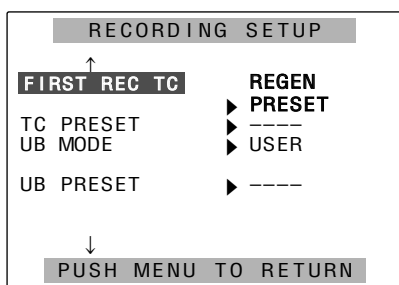 RECORDING SETUP
↑
FIRST REC TC REGEN
▶ PRESET
TC PRESET ▶ ----
UB MODE ▶ USER
UB PRESET ▶ ----
↓
PUSH MENU TO RETURN